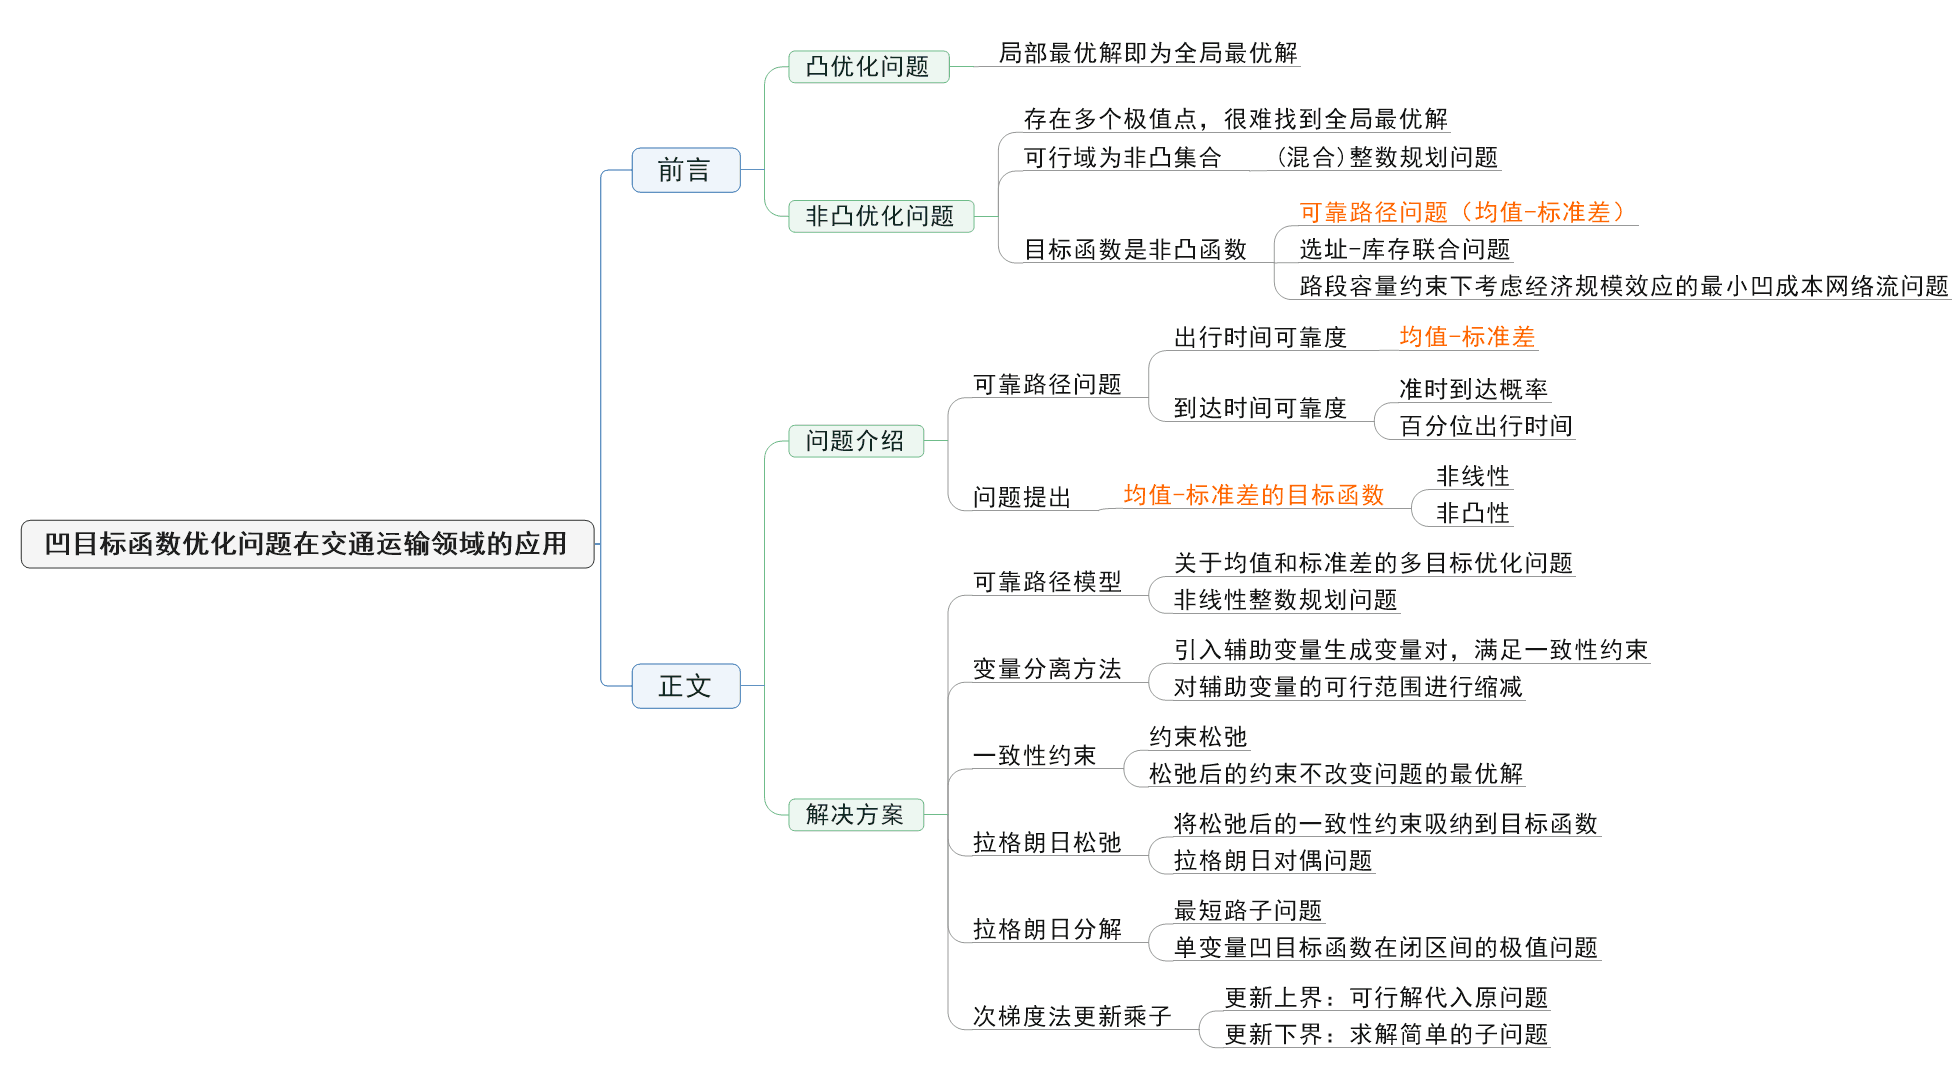 凹目标函数优化问题在交通运输领域的应用
前言
凸优化问题
局部最优解即为全局最优解
非凸优化问题
存在多个极值点，很难找到全局最优解
可行域为非凸集合
(混合)整数规划问题
目标函数是非凸函数
可靠路径问题（均值-标准差）
选址-库存联合问题
路段容量约束下考虑经济规模效应的最小凹成本网络流问题
正文
问题介绍
可靠路径问题
出行时间可靠度
均值-标准差
到达时间可靠度
准时到达概率
百分位出行时间
问题提出
均值-标准差的目标函数
非线性
非凸性
解决方案
可靠路径模型
关于均值和标准差的多目标优化问题
非线性整数规划问题
变量分离方法
引入辅助变量生成变量对，满足一致性约束
对辅助变量的可行范围进行缩减
一致性约束
约束松弛
松弛后的约束不改变问题的最优解
拉格朗日松弛
将松弛后的一致性约束吸纳到目标函数
拉格朗日对偶问题
拉格朗日分解
最短路子问题
单变量凹目标函数在闭区间的极值问题
次梯度法更新乘子
更新上界：可行解代入原问题
更新下界：求解简单的子问题